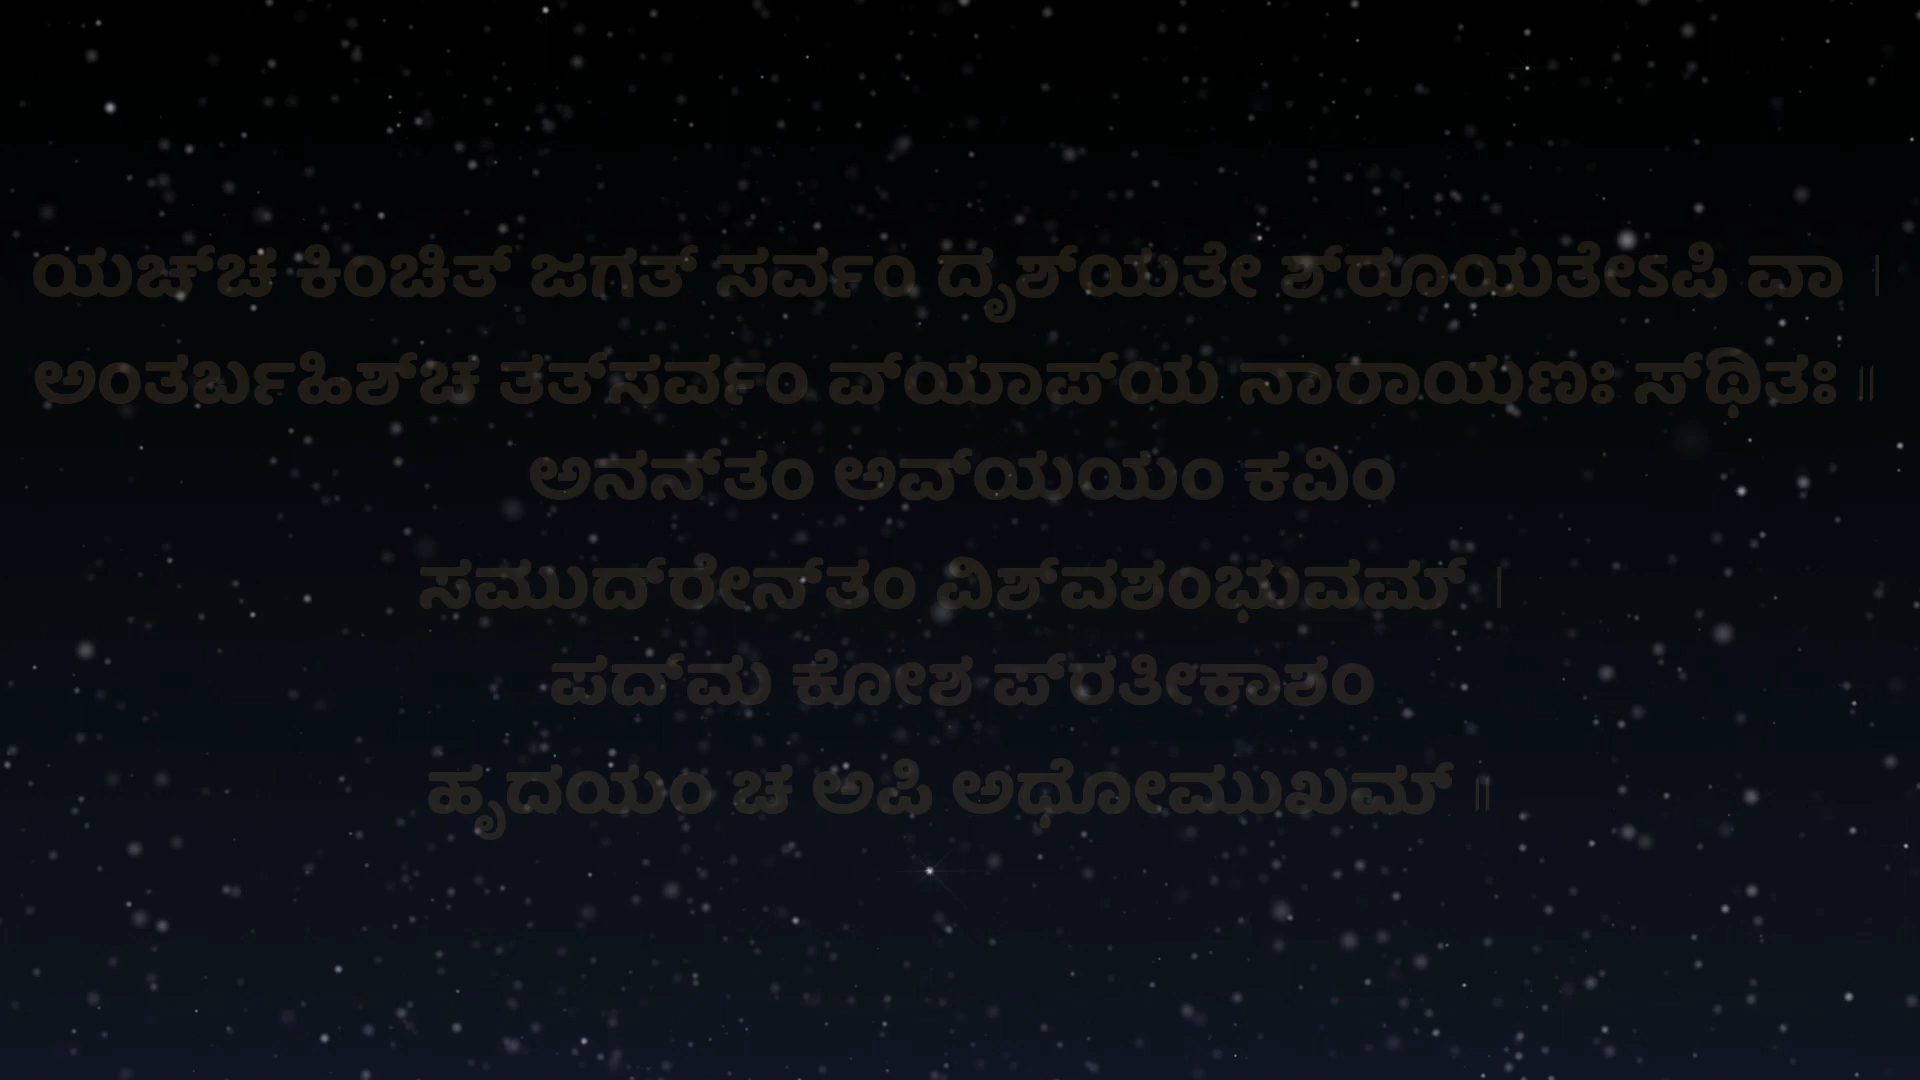 ಯಚ್‌ಚ ಕಿಂಚಿತ್ ಜಗತ್ ಸರ್ವಂ ದೃಶ್‌ಯತೇ ಶ್‌ರೂಯತೇಽಪಿ ವಾ ।
ಅಂತರ್ಬಹಿಶ್‌ಚ ತತ್‌ಸರ್ವಂ ವ್‌ಯಾಪ್‌ಯ ನಾರಾಯಣಃ ಸ್‌ಥಿತಃ ॥
ಅನನ್‌ತಂ ಅವ್‌ಯಯಂ ಕವಿಂ
ಸಮುದ್‌ರೇನ್‌ತಂ ವಿಶ್‌ವಶಂಭುವಮ್ ।
ಪದ್‌ಮ ಕೋಶ ಪ್‌ರತೀಕಾಶಂ
ಹೃದಯಂ ಚ ಅಪಿ ಅಧೋಮುಖಮ್ ॥